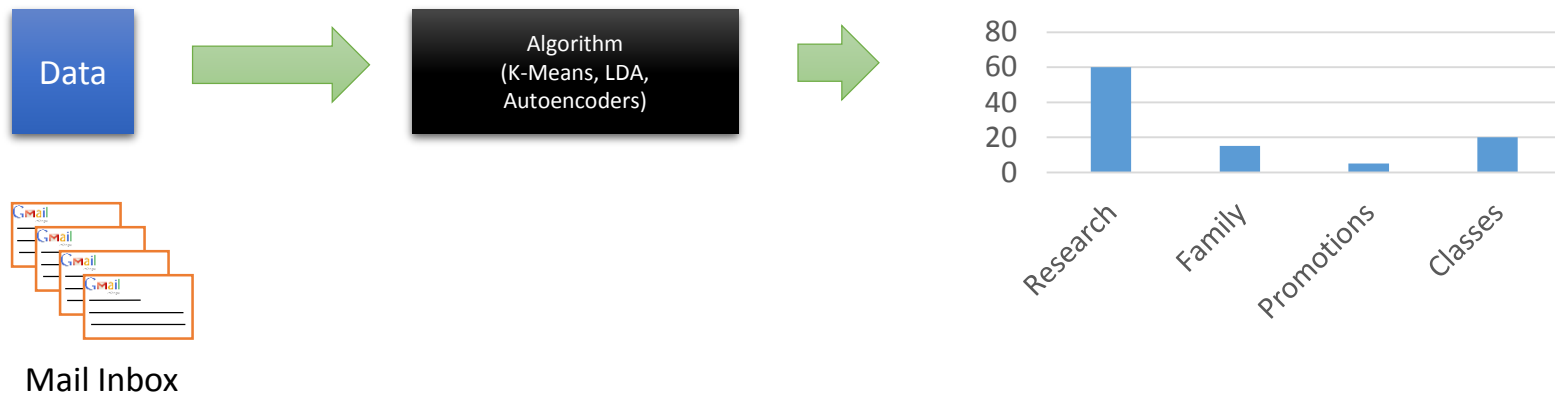 Data
Algorithm
(K-Means, LDA,
Autoencoders)
80
60
40
20
0
Research
Family
Promotions
Classes
Gmail
Gmail
Gmail
Gmail
Mail Inbox